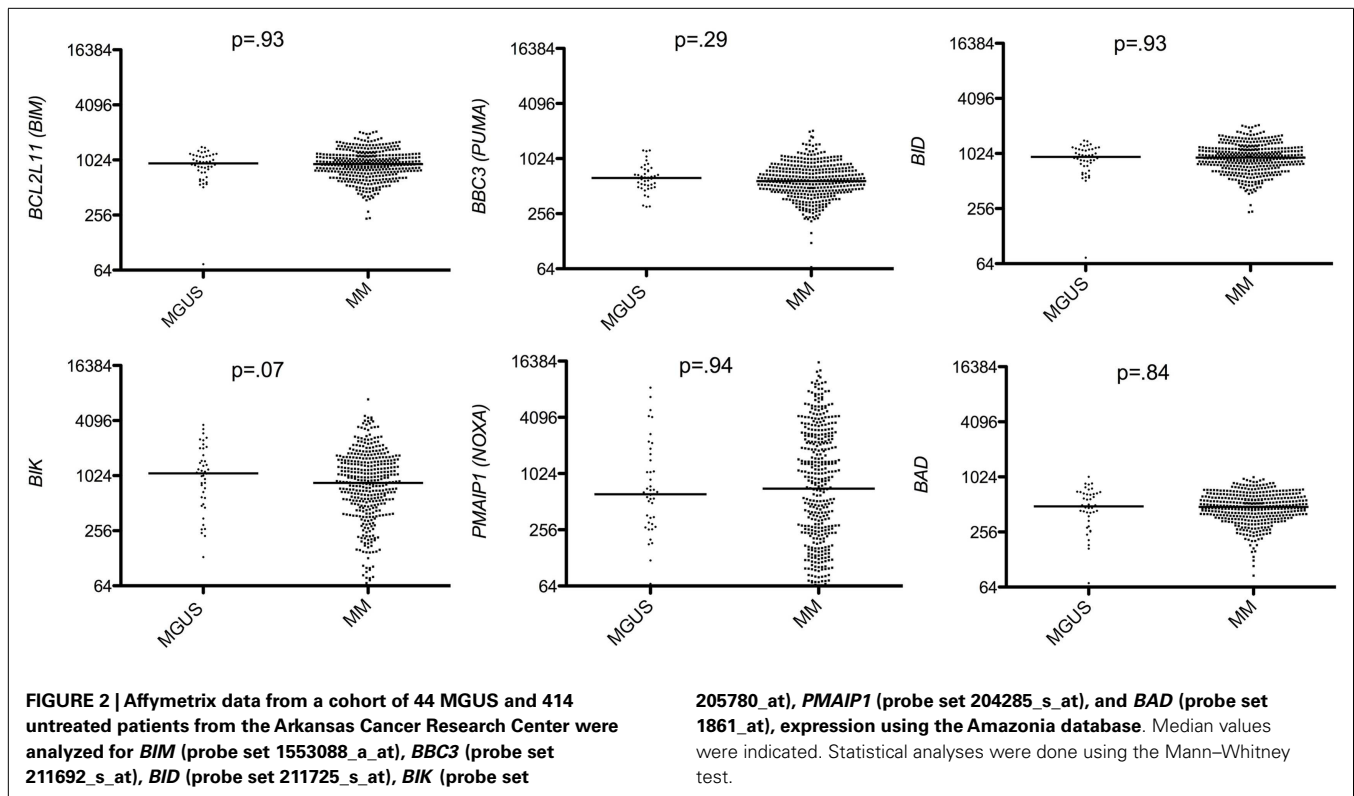 p=.93
16384
4096
1024
256
64
BCL2L11 (BIM)
MGUS
MM
p=.29
16384
4096
1024
256
64
BBC3 (PUMA)
MGUS
MM
p=.93
16384
4096
1024
256
64
BID
MGUS
MM
p=.07
16384
4096
1024
256
64
BIK
MGUS
MM
p=.94
16384
4096
1024
256
64
PMAIP1 (NOXA)
MGUS
MM
p=.84
16384
4096
1024
256
64
BAD
MGUS
MM
FIGURE 2 | Affymetrix data from a cohort of 44 MGUS and 414
untreated patients from the Arkansas Cancer Research Center were
analyzed for BIM (probe set 1553088_a_at), BBC3 (probe set
211692_s_at), BID (probe set 211725_s_at), BIK (probe set
205780_at), PMAIP1 (probe set 204285_s_at), and BAD (probe set
1861_at), expression using the Amazonia database. Median values
were indicated. Statistical analyses were done using the Mann–Whitney
test.